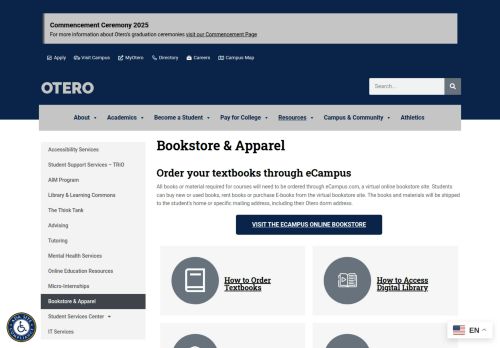 Commencement Ceremony 2025
For more information about Otero's graduation ceremonies visit our Commencement Page
Apply Visit Campus MyOtero Directory Careers Campus Map
OTERO
Search...
About Academics Become a Student Pay for College Resources Campus & Community Athletics
Accessibility Services
Student Support Services – TRiO
AIM Program
Library & Learning Commons
The Think Tank
Advising
Tutoring
Mental Health Services
Online Education Resources
Micro-Internships
Bookstore & Apparel
Student Services Center
IT Services
Bookstore & Apparel
Order your textbooks through eCampus
All books or material required for courses will need to be ordered through eCampus.com, a virtual online bookstore site. Students
can buy new or used books, rent books or purchase E-books from the virtual bookstore site. The books and materials will be shipped
to the student's home or specific mailing address, including their Otero dorm address.
VISIT THE ECAMPUS ONLINE BOOKSTORE
How to Order
Textbooks
How to Access
Digital Library
EN